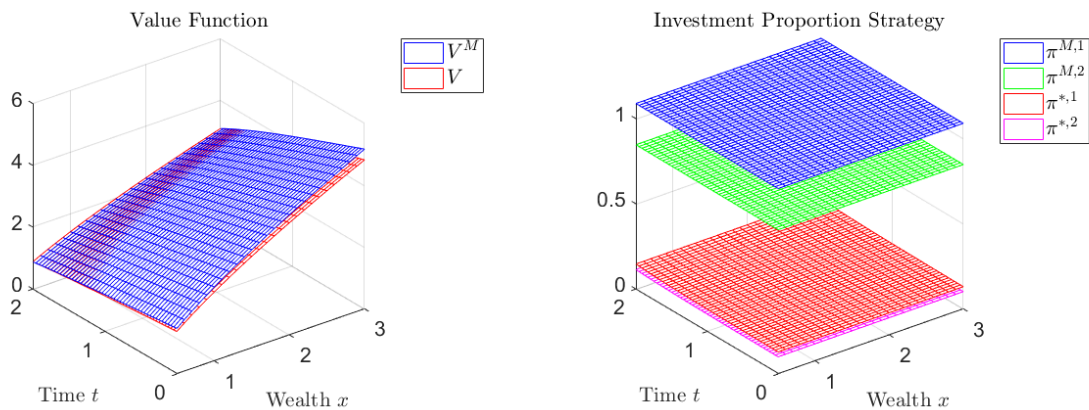 Value Function
V^M
V
6
4
2
0
2
1
0
1
2
3
Time t
Wealth x
Investment Proportion Strategy
π^{M,1}
π^{M,2}
π^{*,1}
π^{*,2}
1
0.5
0
2
1
0
1
2
3
Time t
Wealth x